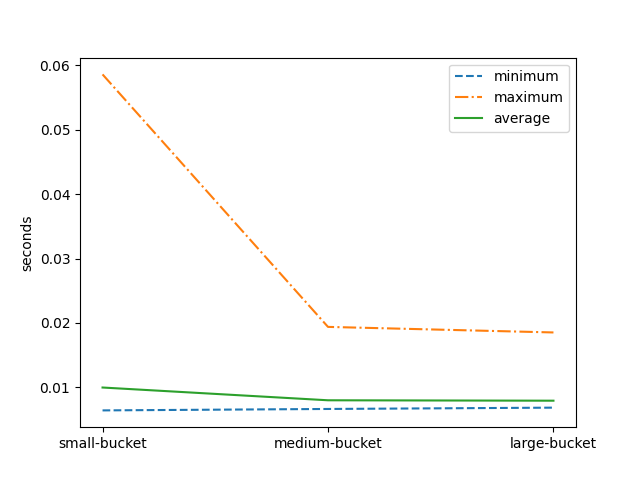 0.06
0.05
0.04
0.03
0.02
0.01
seconds
minimum
maximum
average
small-bucket
medium-bucket
large-bucket